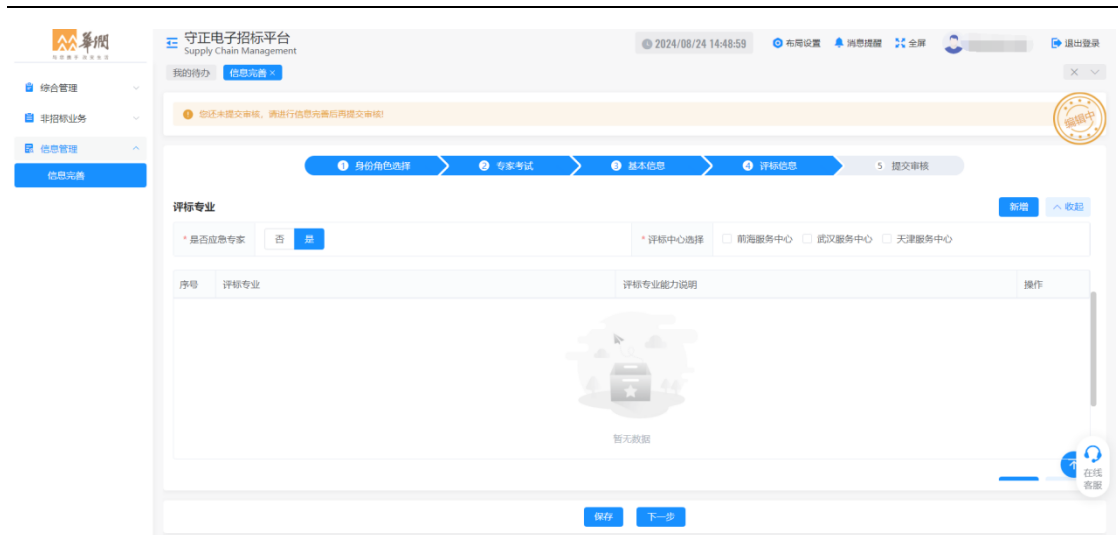 華潤
守正电子招标平台
Supply Chain Management
2024/08/24 14:48:59
布局设置
消息提醒
全屏
退出登录
我的待办
信息完善 ×
综合管理
非招标业务
信息管理
信息完善
您还未提交审核，请进行信息完善后再提交审核!
编辑中
1 身份角色选择
2 专家考试
3 基本信息
4 评标信息
5 提交审核
评标专业
新增
收起
* 是否应急专家
否
是
* 评标中心选择
前海服务中心
武汉服务中心
天津服务中心
序号
评标专业
评标专业能力说明
操作
暂无数据
在线
客服
保存
下一步